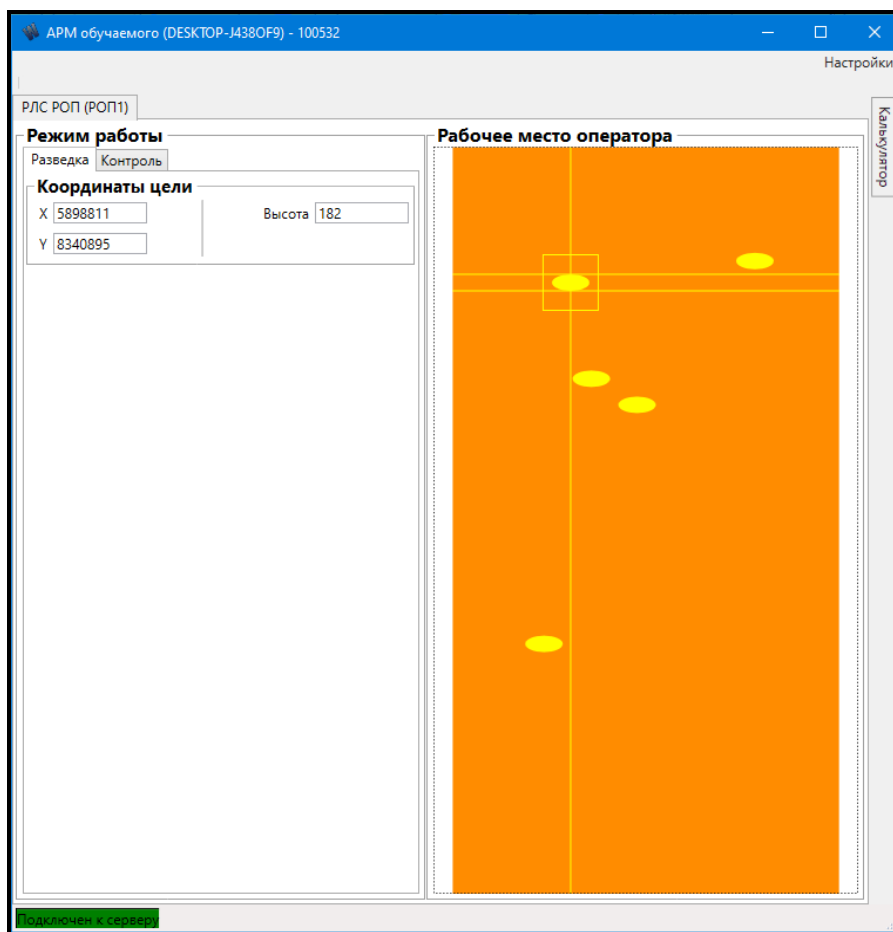 АРМ обучаемого (DESKTOP-J438OF9) - 100532
Настройки
РЛС РОП (РОП1)
Калькулятор
Режим работы
Разведка Контроль
Координаты цели
X 5898811 Высота 182
Y 8340895
Рабочее место оператора
Подключен к серверу